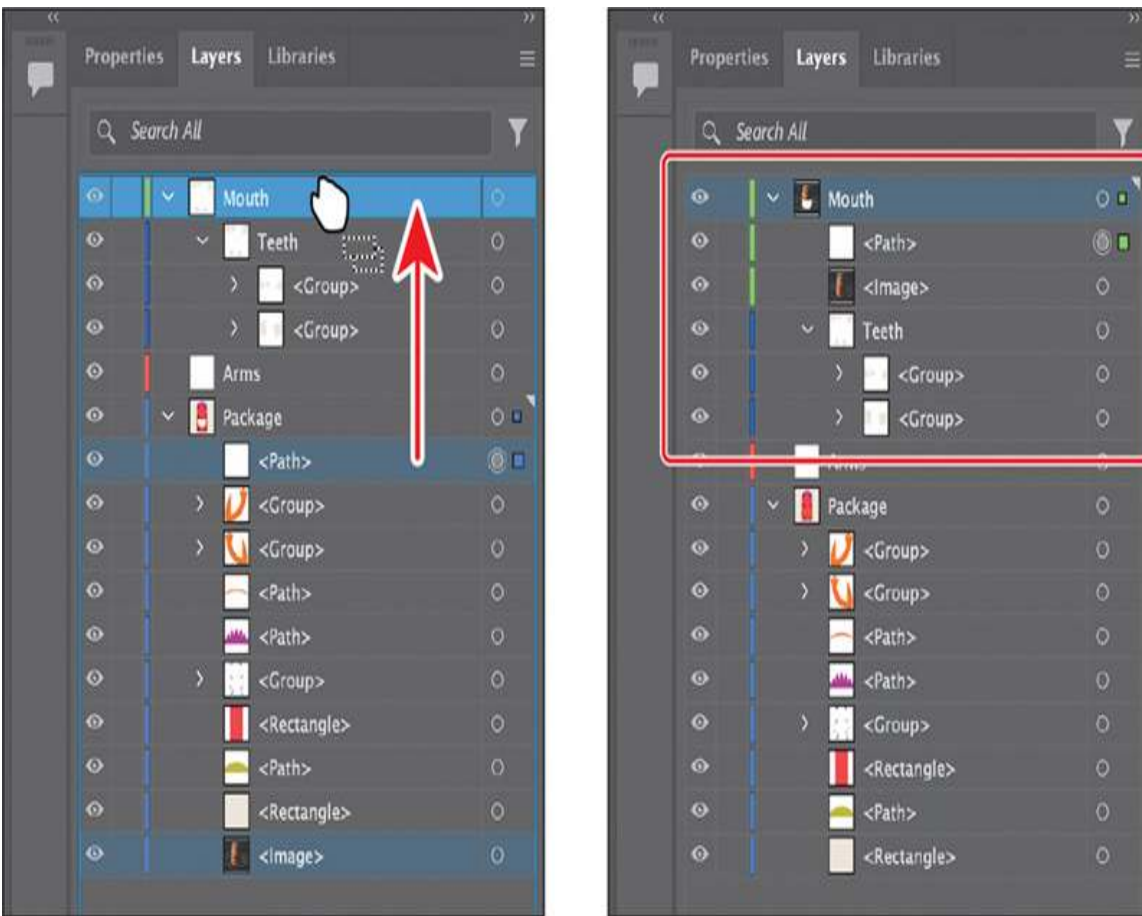 Properties Layers Libraries
Search All
Mouth
Teeth
<Group>
<Group>
Arms
Package
<Path>
<Group>
<Group>
<Path>
<Path>
<Group>
<Rectangle>
<Path>
<Rectangle>
<Image>
Properties Layers Libraries
Search All
Mouth
<Path>
<Image>
Teeth
<Group>
<Group>
Arms
Package
<Group>
<Group>
<Path>
<Path>
<Group>
<Rectangle>
<Path>
<Rectangle>